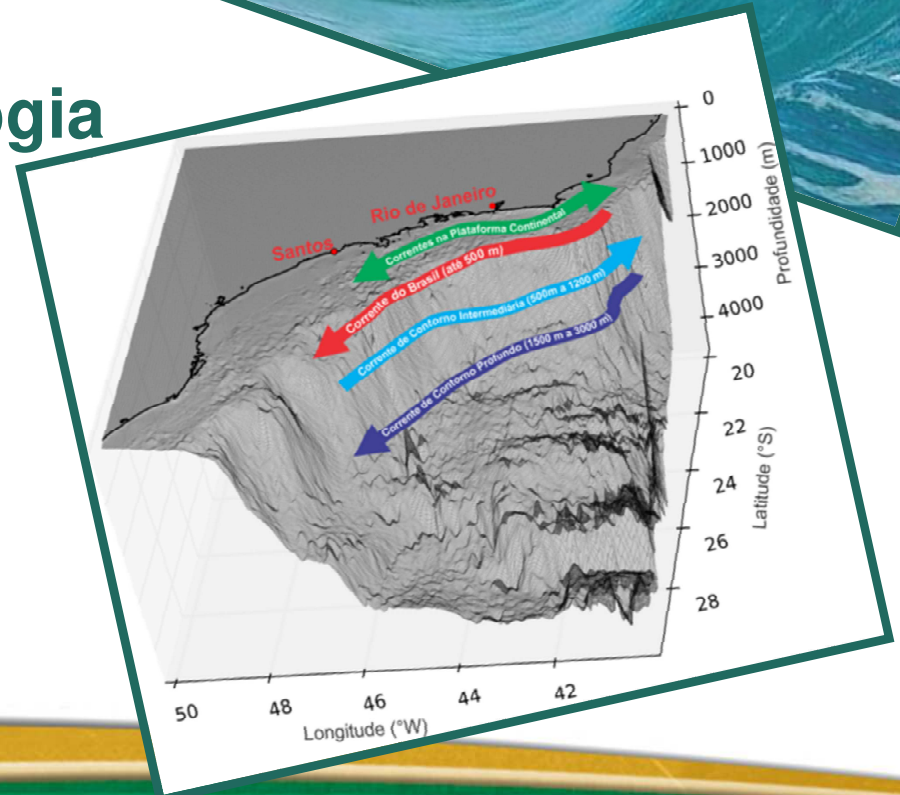 ogia
0
1000
2000
3000
4000
Profundidade (m)
Rio de Janeiro
Santos
Correntes na Plataforma Continental
Corrente do Brasil (até 500 m)
Corrente de Contorno Intermediária (500m a 1200 m)
Corrente de Contorno Profundo (1500 m a 3000 m)
20
22
24
26
28
Latitude (°S)
50
48
46
44
42
Longitude (°W)